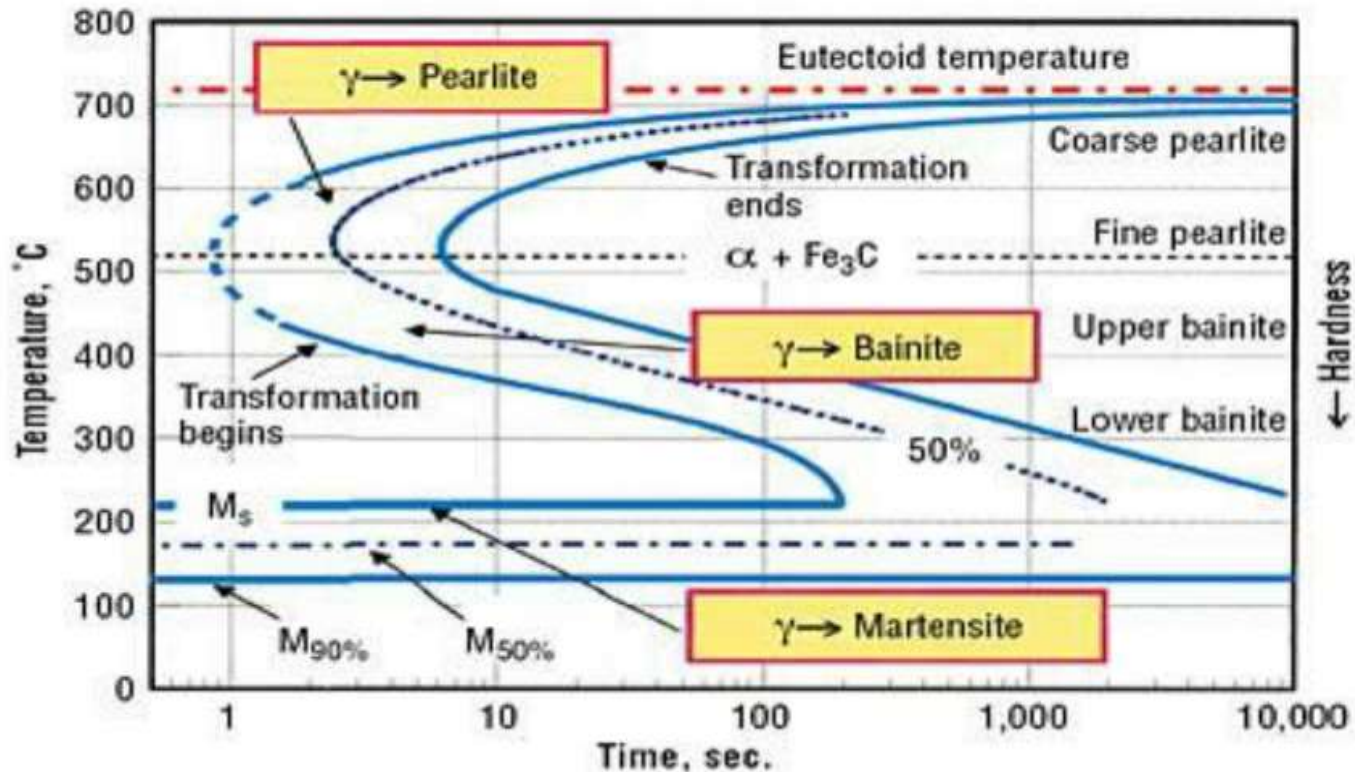 800
700
600
500
400
300
200
100
0
Temperature, °C
γ→ Pearlite
Eutectoid temperature
Coarse pearlite
Transformation
ends
Fine pearlite
α + Fe₃C
Upper bainite
γ→ Bainite
Transformation
begins
Lower bainite
50%
Mₛ
γ→ Martensite
M90%
M50%
← Hardness
1
10
100
1,000
10,000
Time, sec.